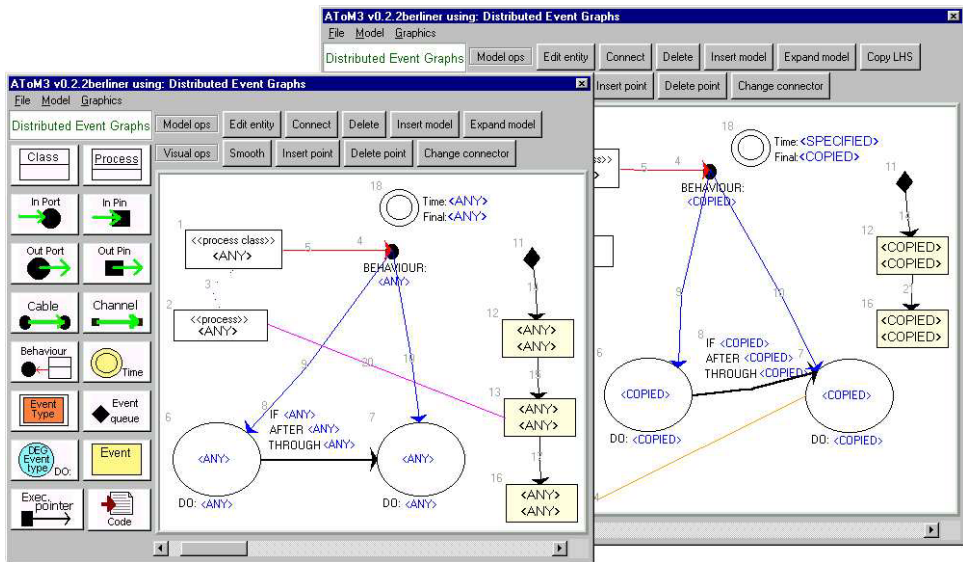 AToM3 v0.2.2berliner using: Distributed Event Graphs
File Model Graphics
Distributed Event Graphs Model ops Edit entity Connect Delete Insert model Expand model Copy LHS
Insert point Delete point Change connector
18
Time: <SPECIFIED>
Final: <COPIED>
5 4
BEHAVIOUR:
<COPIED>
11
12
<COPIED>
<COPIED>
16
<COPIED>
<COPIED>
9
10
8
IF <COPIED>
AFTER <COPIED>
THROUGH <COPIED>
6
7
<COPIED>
<COPIED>
DO: <COPIED>
DO: <COPIED>
AToM3 v0.2.2berliner using: Distributed Event Graphs
File Model Graphics
Distributed Event Graphs Model ops Edit entity Connect Delete Insert model Expand model
Visual ops Smooth Insert point Delete point Change connector
Class Process
In Port In Pin
Out Port Out Pin
Cable Channel
Behaviour Time
Event Type
Event queue
DEG Event type DO:
Event
Exec. pointer
Code
18
Time: <ANY>
Final: <ANY>
1
<<process class>>
<ANY>
5 4
BEHAVIOUR:
<ANY>
11
3
2
<<process>>
<ANY>
12
<ANY>
<ANY>
9
20
13
<ANY>
<ANY>
6
8
IF <ANY>
AFTER <ANY>
THROUGH <ANY>
7
<ANY>
<ANY>
DO: <ANY>
DO: <ANY>
16
<ANY>
<ANY>